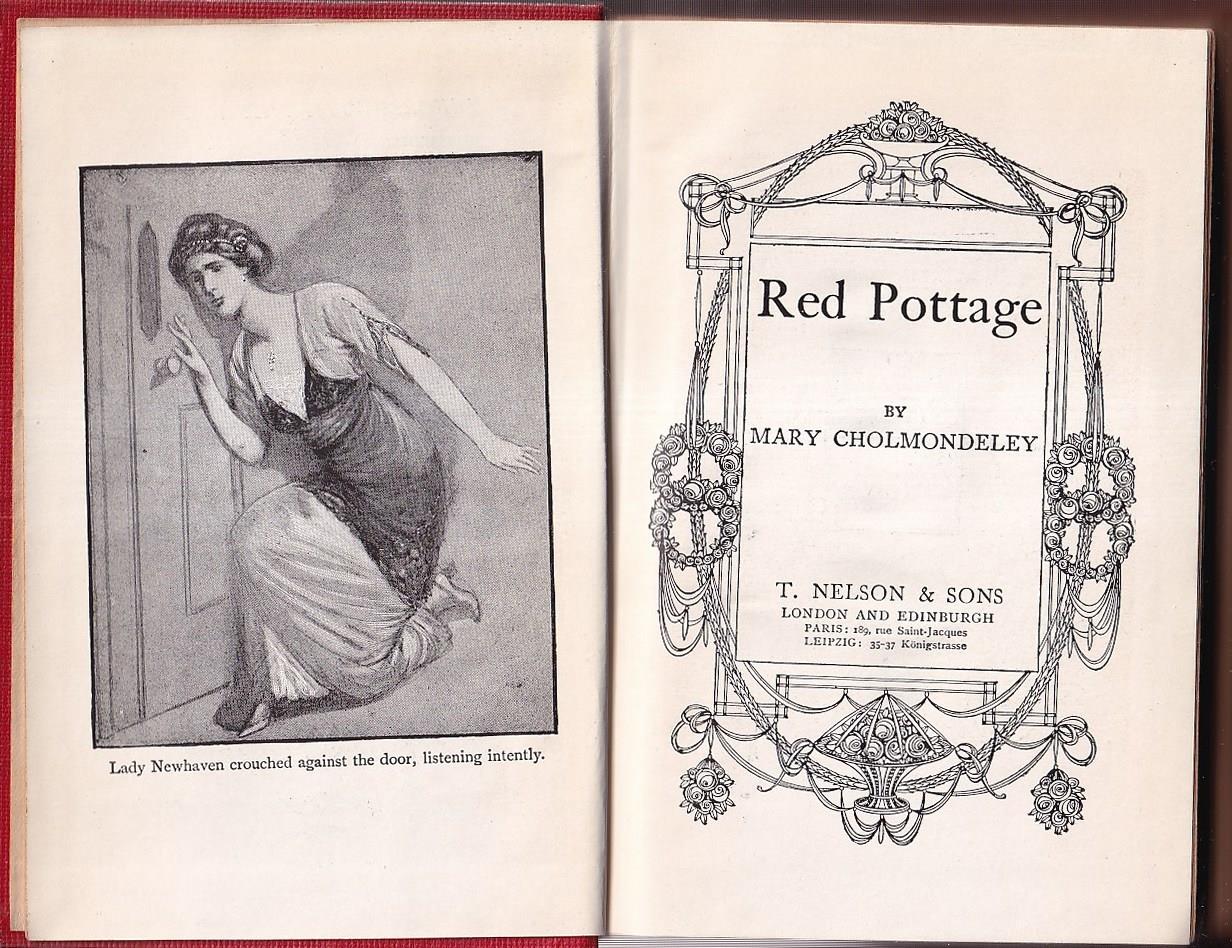 Lady Newhaven crouched against the door, listening intently.
Red Pottage
BY
MARY CHOLMONDELEY
T. NELSON & SONS
LONDON AND EDINBURGH
PARIS: 189, rue Saint-Jacques
LEIPZIG: 35-37 Königstrasse